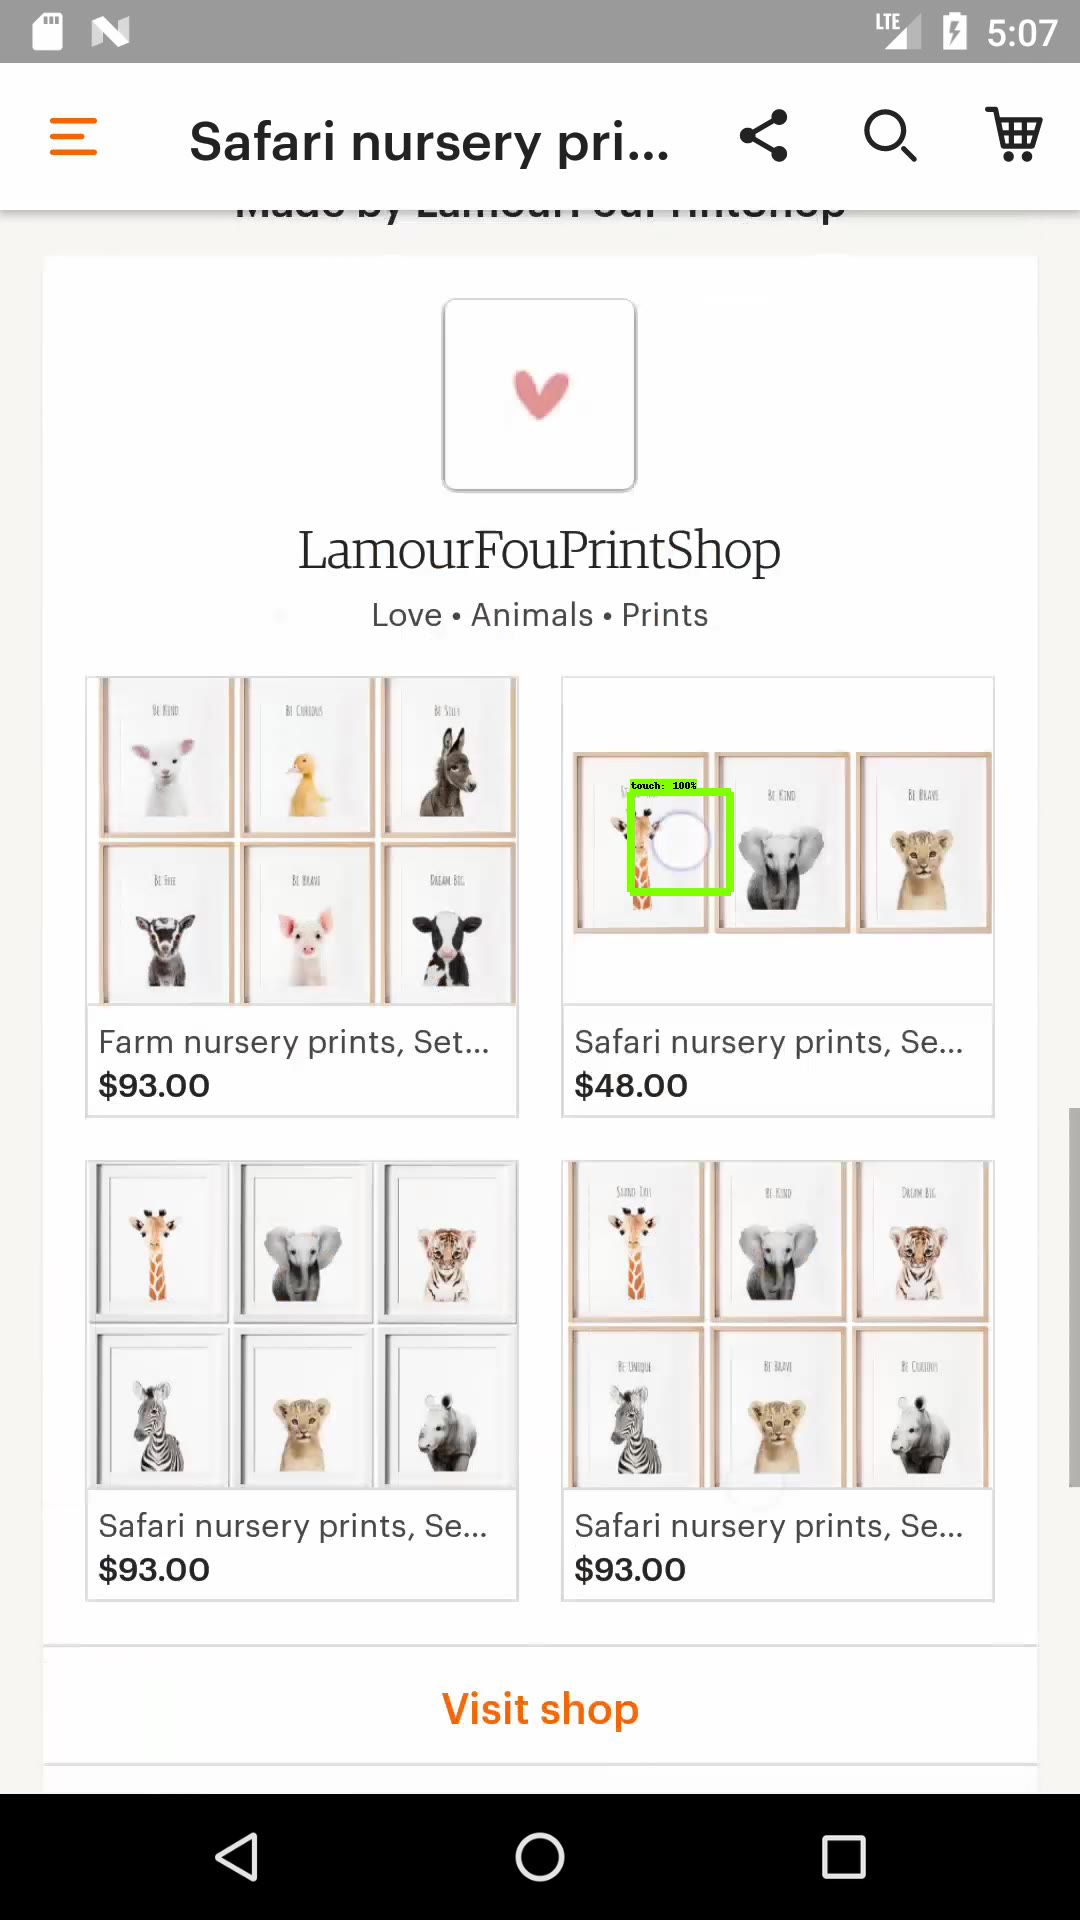 LTE 5:07
Safari nursery pri...
Made by LamourFouPrintShop
LamourFouPrintShop
Love • Animals • Prints
BE KIND BE CURIOUS BE SILLY
BE FREE BE BRAVE DREAM BIG
touch: 100%
BE KIND BE BRAVE
Farm nursery prints, Set...
$93.00
Safari nursery prints, Se...
$48.00
STAND TALL BE KIND DREAM BIG
BE UNIQUE BE BRAVE BE CURIOUS
Safari nursery prints, Se...
$93.00
Safari nursery prints, Se...
$93.00
Visit shop